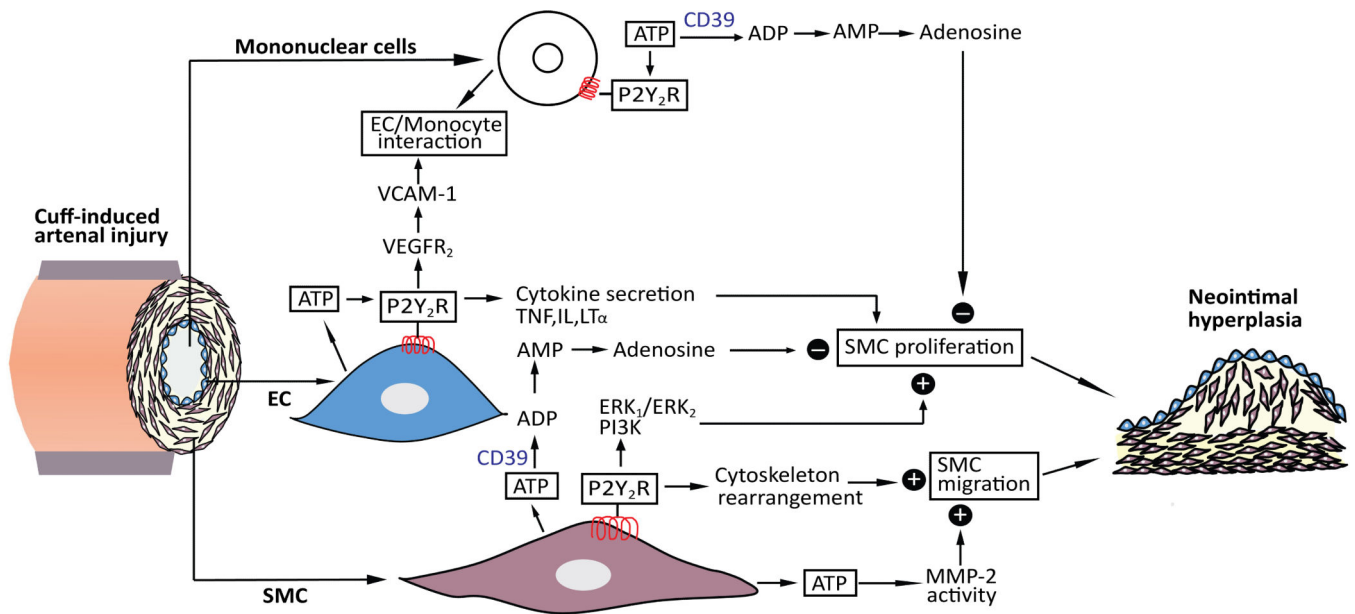 Mononuclear cells
ATP
CD39
ADP
AMP
Adenosine
P2Y₂R
EC/Monocyte
interaction
VCAM-1
VEGFR₂
Cuff-induced
artenal injury
ATP
P2Y₂R
Cytokine secretion
TNF,IL,LTα
AMP
Adenosine
−
−
SMC proliferation
+
Neointimal
hyperplasia
EC
ADP
ERK₁/ERK₂
PI3K
CD39
ATP
P2Y₂R
Cytoskeleton
rearrangement
+
SMC
migration
+
SMC
ATP
MMP-2
activity